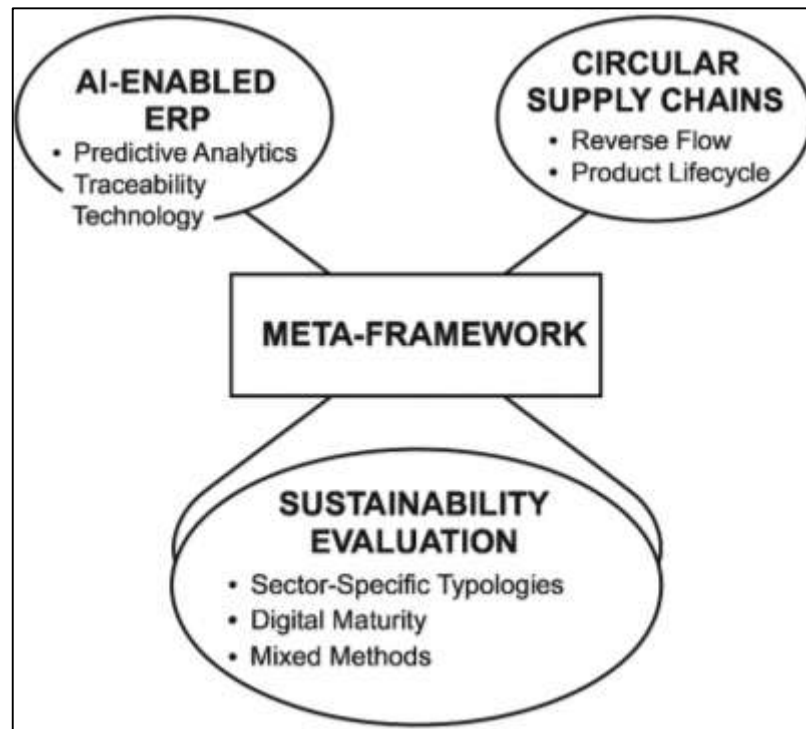 AI-ENABLED
ERP
• Predictive Analytics
Traceability
Technology
CIRCULAR
SUPPLY CHAINS
• Reverse Flow
• Product Lifecycle
META-FRAMEWORK
SUSTAINABILITY
EVALUATION
• Sector-Specific Typologies
• Digital Maturity
• Mixed Methods